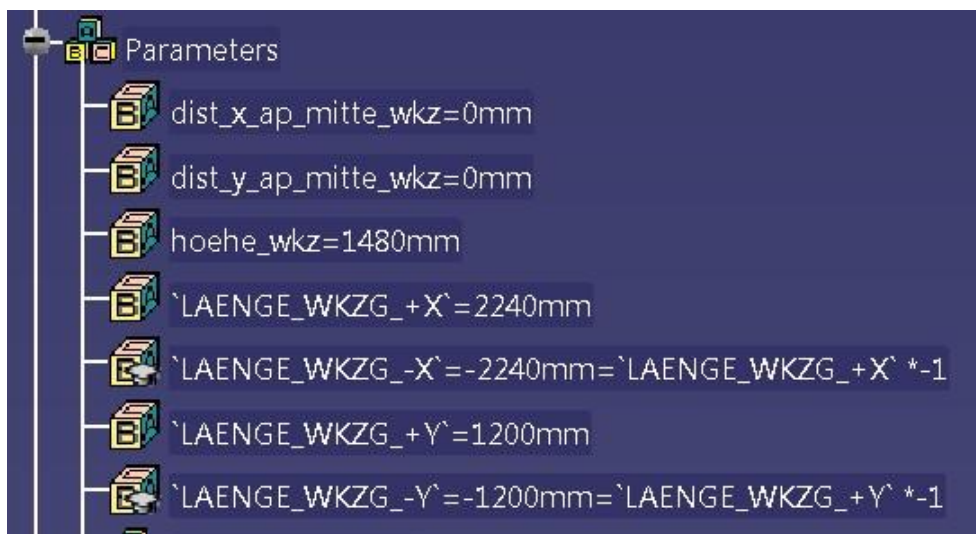 Parameters
dist_x_ap_mitte_wkz=0mm
dist_y_ap_mitte_wkz=0mm
hoehe_wkz=1480mm
`LAENGE_WKZG_+X`=2240mm
`LAENGE_WKZG_-X`=-2240mm=`LAENGE_WKZG_+X` *-1
`LAENGE_WKZG_+Y`=1200mm
`LAENGE_WKZG_-Y`=-1200mm=`LAENGE_WKZG_+Y` *-1